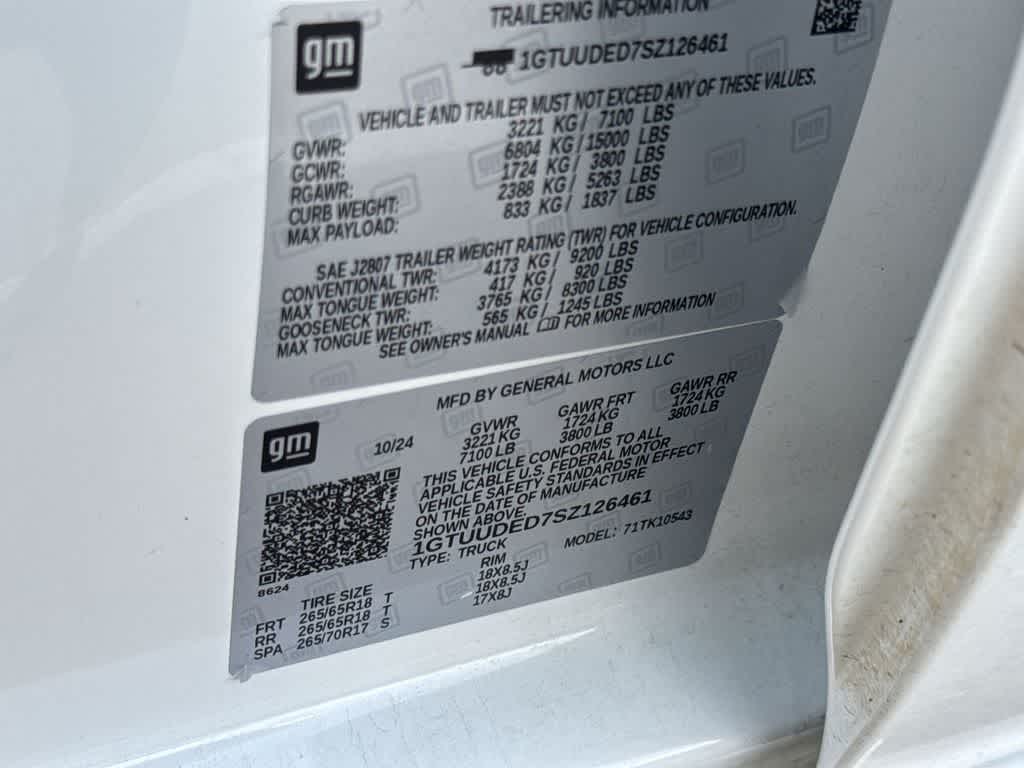 TRAILERING INFORMATION
gm
1GTUUDED7SZ126461
VEHICLE AND TRAILER MUST NOT EXCEED ANY OF THESE VALUES.
GVWR: 3221 KG/ 7100 LBS
GCWR: 6804 KG/15000 LBS
RGAWR: 1724 KG/ 3800 LBS
CURB WEIGHT: 2388 KG/ 5263 LBS
MAX PAYLOAD: 833 KG/ 1837 LBS
SAE J2807 TRAILER WEIGHT RATING (TWR) FOR VEHICLE CONFIGURATION.
CONVENTIONAL TWR: 4173 KG/ 9200 LBS
MAX TONGUE WEIGHT: 417 KG/ 920 LBS
GOOSENECK TWR: 3765 KG/ 8300 LBS
MAX TONGUE WEIGHT: 565 KG/ 1245 LBS
SEE OWNER'S MANUAL FOR MORE INFORMATION
MFD BY GENERAL MOTORS LLC
gm
10/24
GVWR GAWR FRT GAWR RR
3221 KG 1724 KG 1724 KG
7100 LB 3800 LB 3800 LB
THIS VEHICLE CONFORMS TO ALL
APPLICABLE U.S. FEDERAL MOTOR
VEHICLE SAFETY STANDARDS IN EFFECT
ON THE DATE OF MANUFACTURE
SHOWN ABOVE.
1GTUUDED7SZ126461
TYPE: TRUCK MODEL: 71TK10543
8624
TIRE SIZE RIM
FRT 265/65R18 T 18X8.5J
RR 265/65R18 T 18X8.5J
SPA 265/70R17 S 17X8J